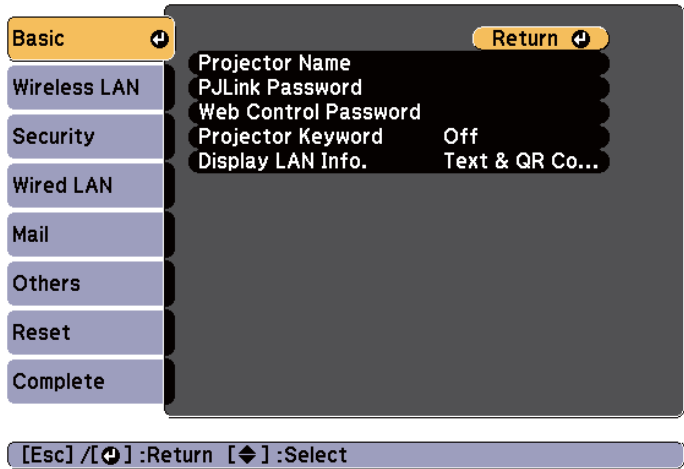 Basic
Return
Projector Name
PJLink Password
Wireless LAN
Web Control Password
Security
Projector Keyword Off
Display LAN Info. Text & QR Co...
Wired LAN
Mail
Others
Reset
Complete
[Esc] /[ ] :Return [ ] :Select